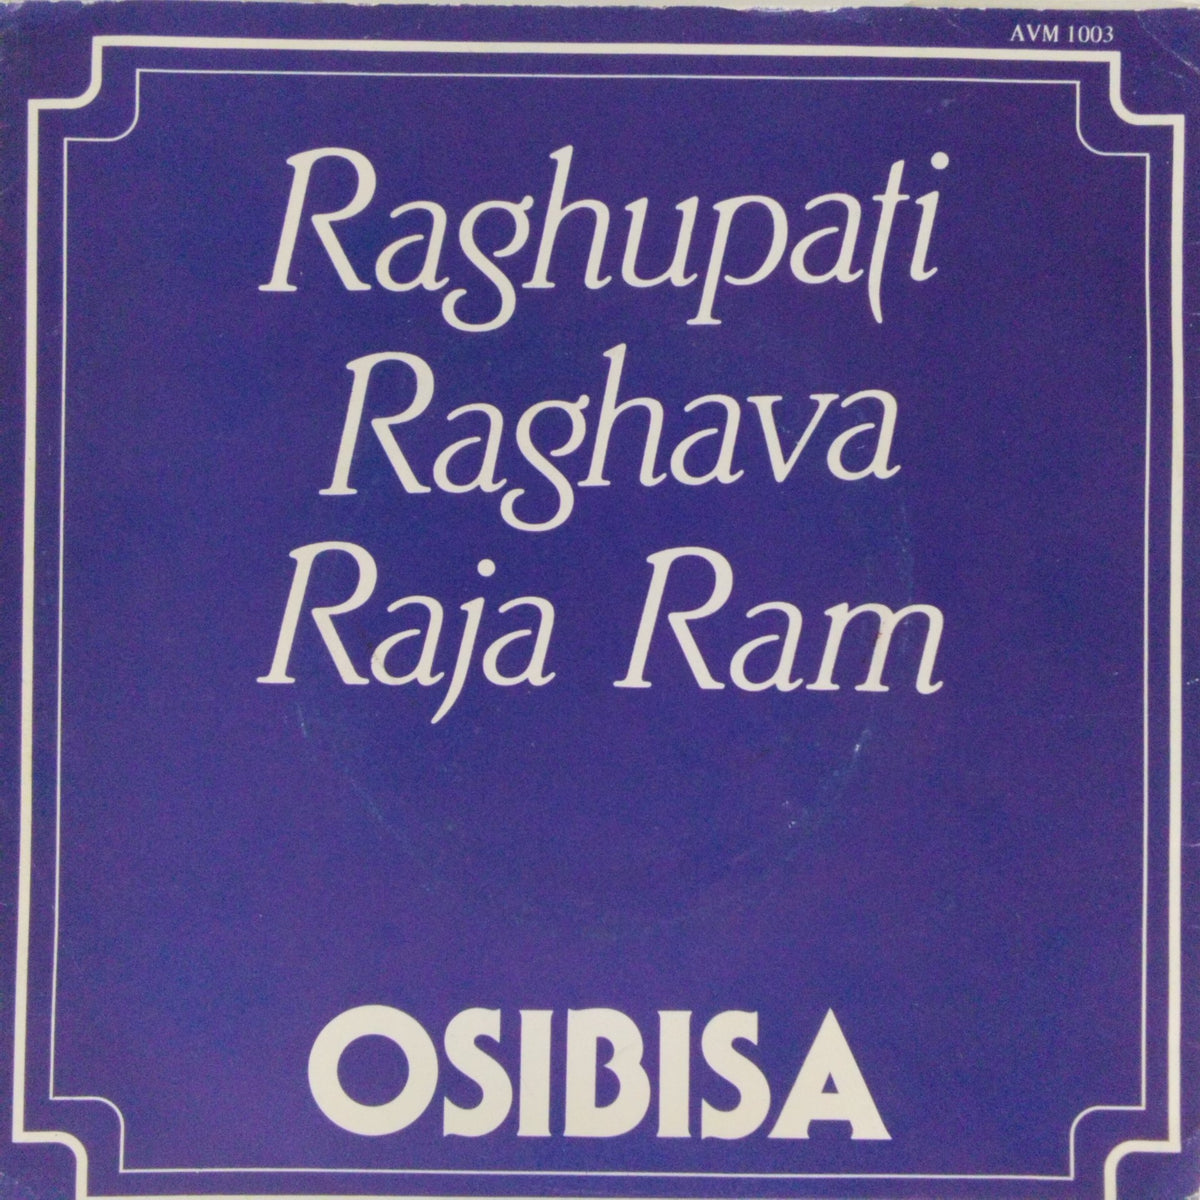 AVM 1003
Raghupati
Raghava
Raja Ram
OSIBISA